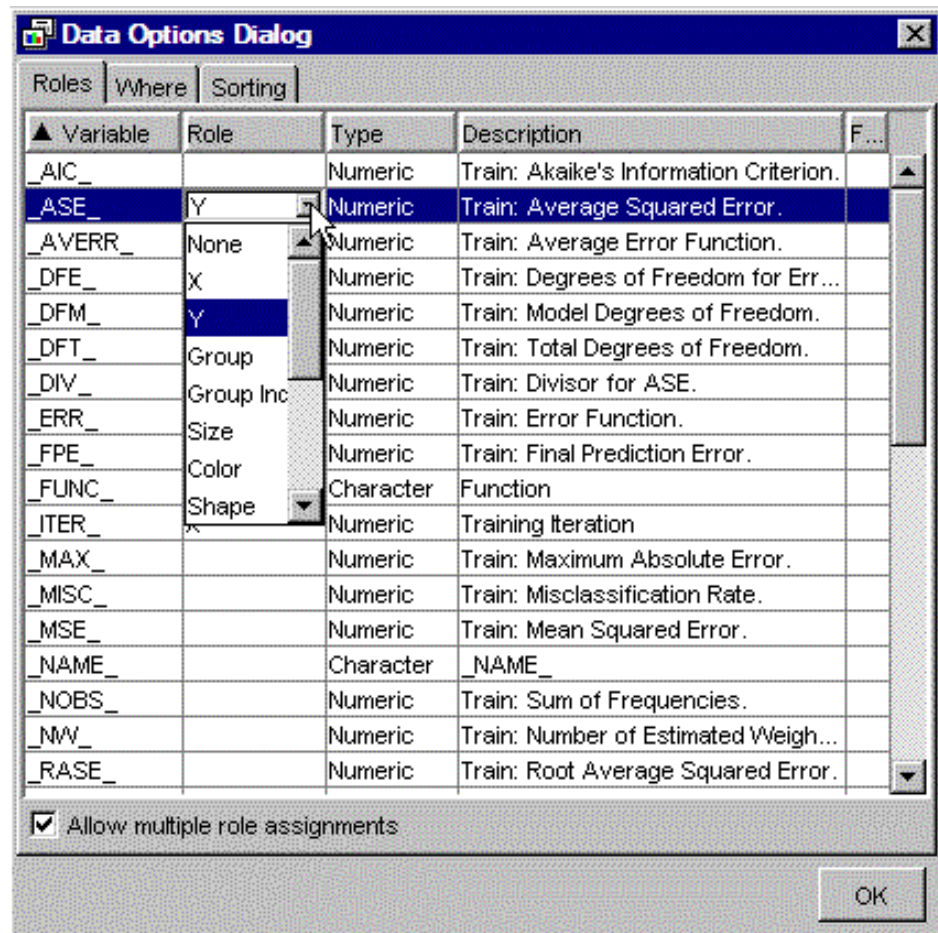 Data Options Dialog
Roles Where Sorting
▲ Variable Role Type Description F...
_AIC_ Numeric Train: Akaike's Information Criterion.
_ASE_ Y Numeric Train: Average Squared Error.
_AVERR_ None Numeric Train: Average Error Function.
_DFE_ X Numeric Train: Degrees of Freedom for Err...
_DFM_ Y Numeric Train: Model Degrees of Freedom.
_DFT_ Group Numeric Train: Total Degrees of Freedom.
_DIV_ Group Inc Numeric Train: Divisor for ASE.
_ERR_ Size Numeric Train: Error Function.
_FPE_ Color Numeric Train: Final Prediction Error.
_FUNC_ Shape Character Function
_ITER_ X Numeric Training Iteration
_MAX_ Numeric Train: Maximum Absolute Error.
_MISC_ Numeric Train: Misclassification Rate.
_MSE_ Numeric Train: Mean Squared Error.
_NAME_ Character _NAME_
_NOBS_ Numeric Train: Sum of Frequencies.
_NW_ Numeric Train: Number of Estimated Weigh...
_RASE_ Numeric Train: Root Average Squared Error.
Allow multiple role assignments
OK